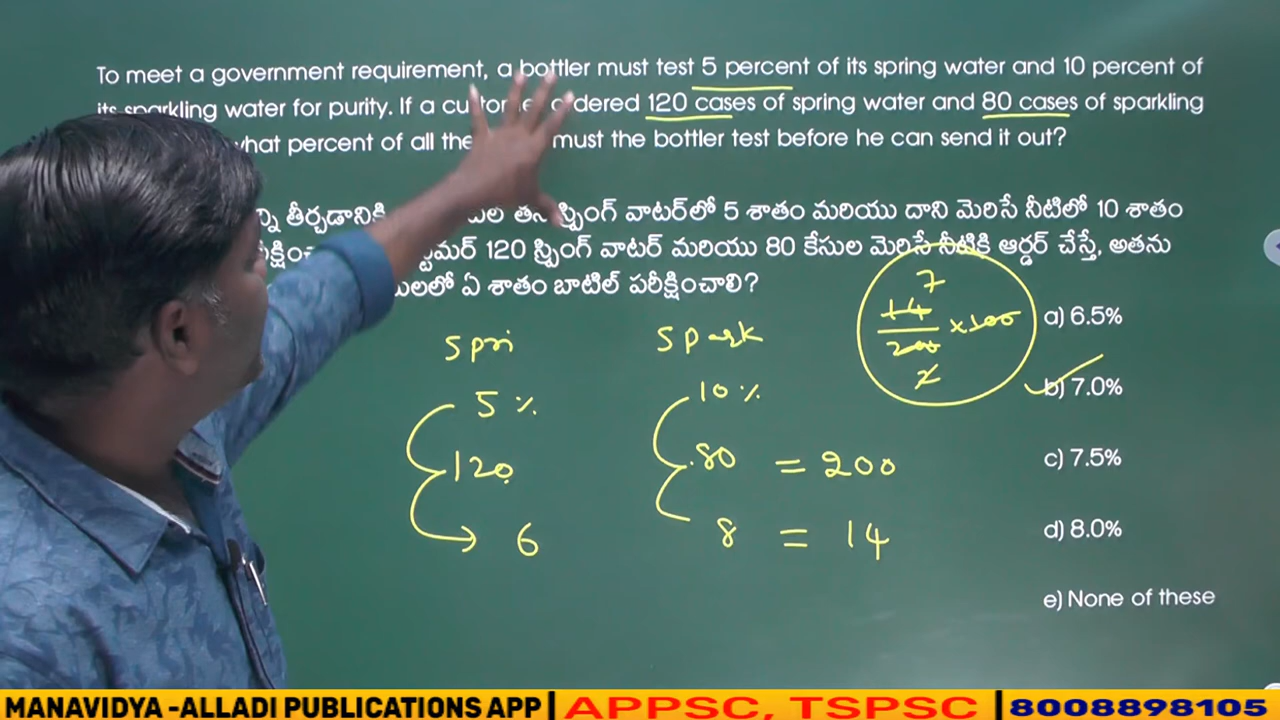 To meet a government requirement, a bottler must test 5 percent of its spring water and 10 percent of
its sparkling water for purity. If a customer ordered 120 cases of spring water and 80 cases of sparkling
what percent of all the must the bottler test before he can send it out?
తీర్చడానికి స్ప్రింగ్ వాటర్‌లో 5 శాతం మరియు దాని మెరిసే నీటిలో 10 శాతం
120 స్ప్రింగ్ వాటర్ మరియు 80 కేసుల మెరిసే నీటికి ఆర్డర్ చేస్తే, అతను
ఏ శాతం బాటిల్ పరీక్షించాలి?
7
14
×100
200
2
a) 6.5%
Spri
Spark
5 %
10 %
b) 7.0%
120
80 = 200
c) 7.5%
6
8 = 14
d) 8.0%
e) None of these
MANAVIDYA -ALLADI PUBLICATIONS APP | APPSC, TSPSC | 8008898105